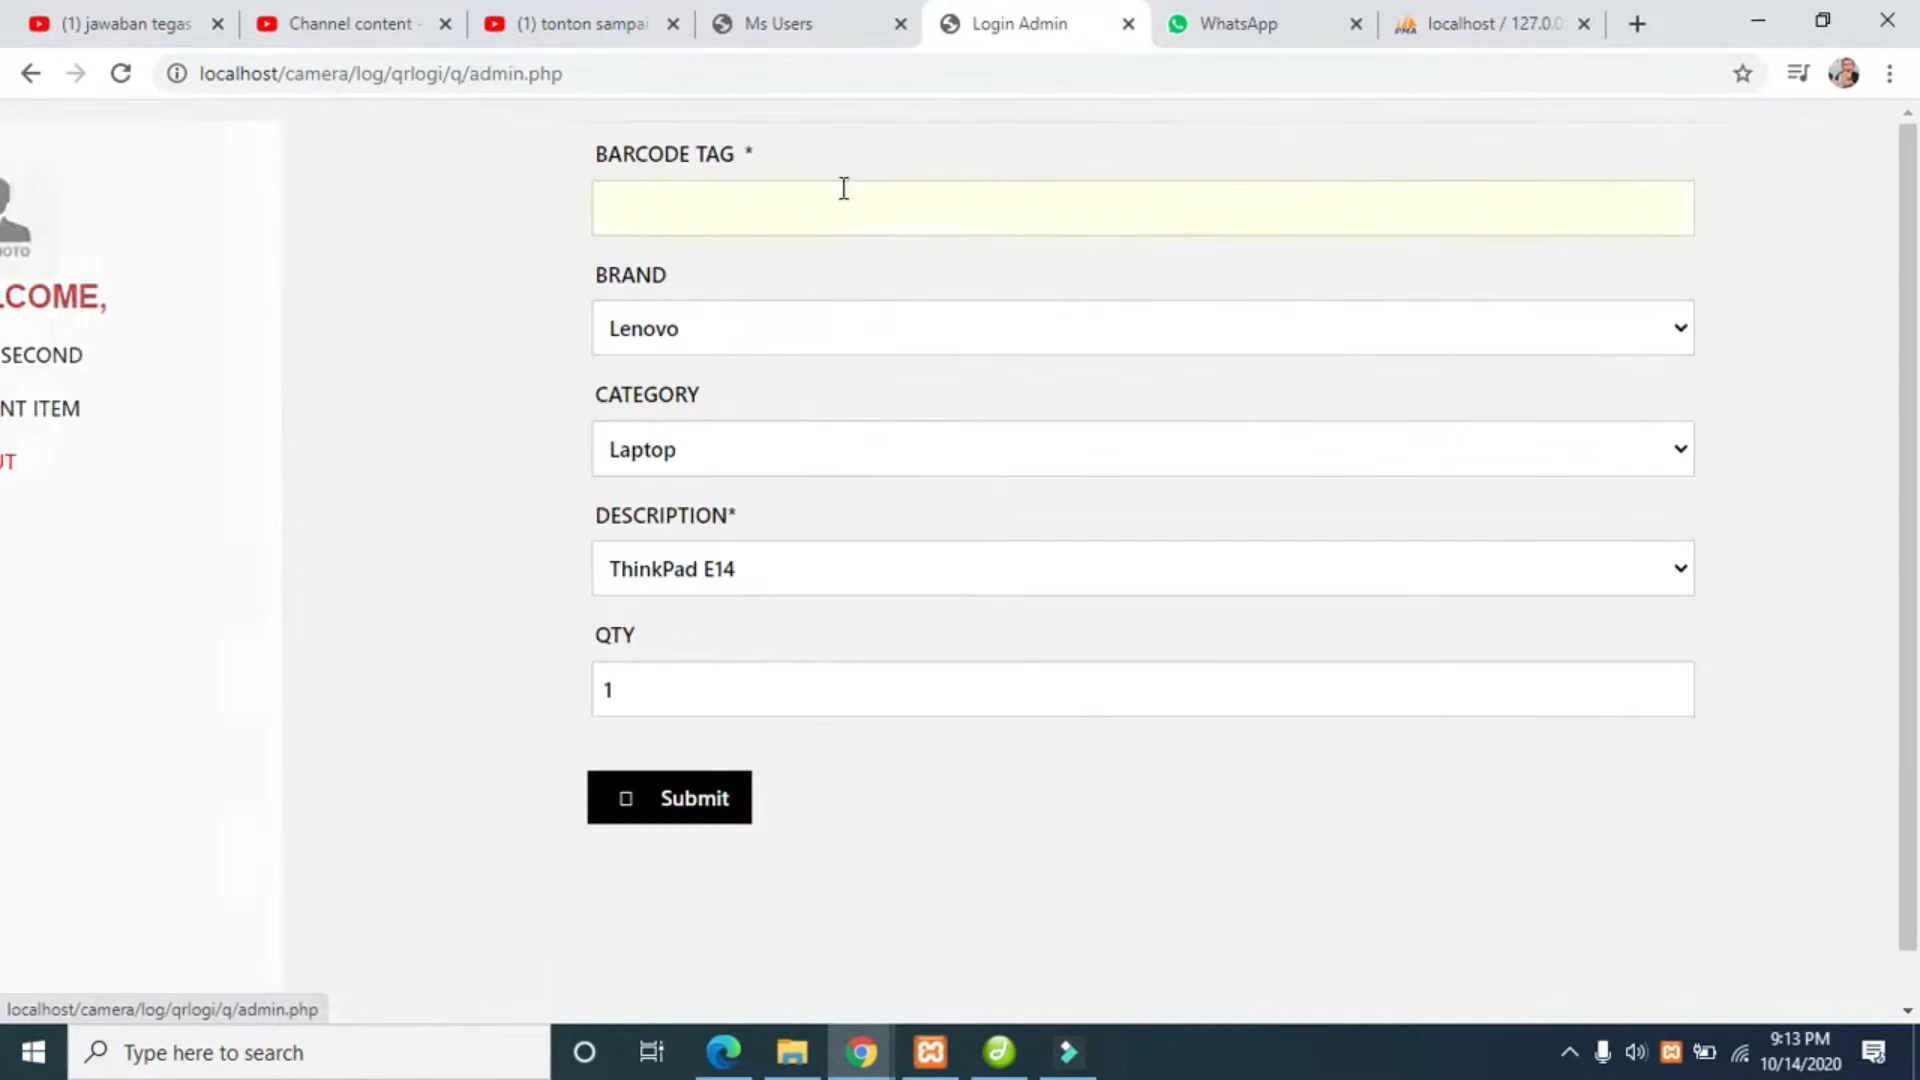 (1) jawaban tegas
Channel content -
(1) tonton sampai
Ms Users
Login Admin
WhatsApp
localhost / 127.0.0
localhost/camera/log/qrlogi/q/admin.php
BARCODE TAG *
BRAND
Lenovo
CATEGORY
Laptop
DESCRIPTION*
ThinkPad E14
QTY
1
Submit
OTO
LCOME,
SECOND
NT ITEM
UT
localhost/camera/log/qrlogi/q/admin.php
Type here to search
9:13 PM
10/14/2020